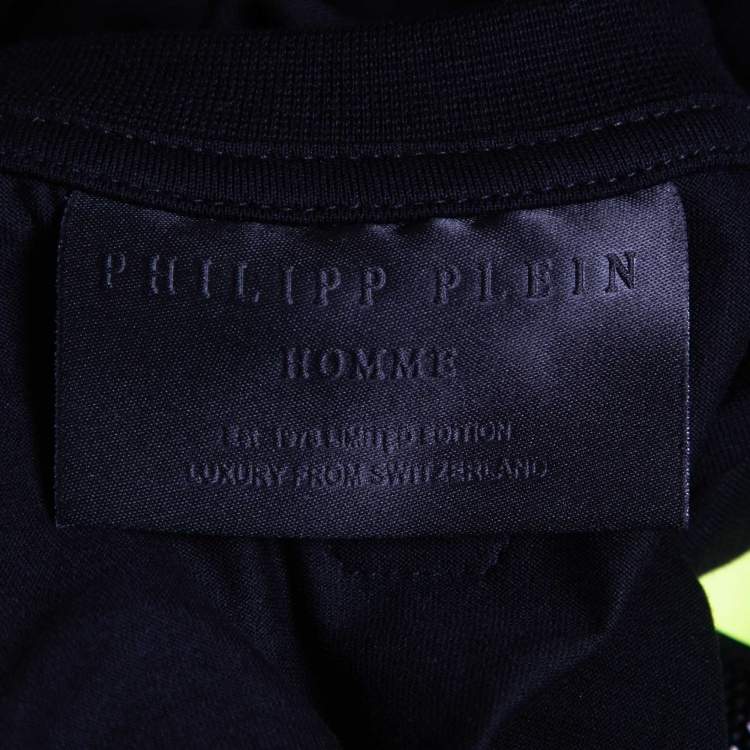 PHILIPP PLEIN
HOMME
EST 1978 LIMITED EDITION
LUXURY FROM SWITZERLAND